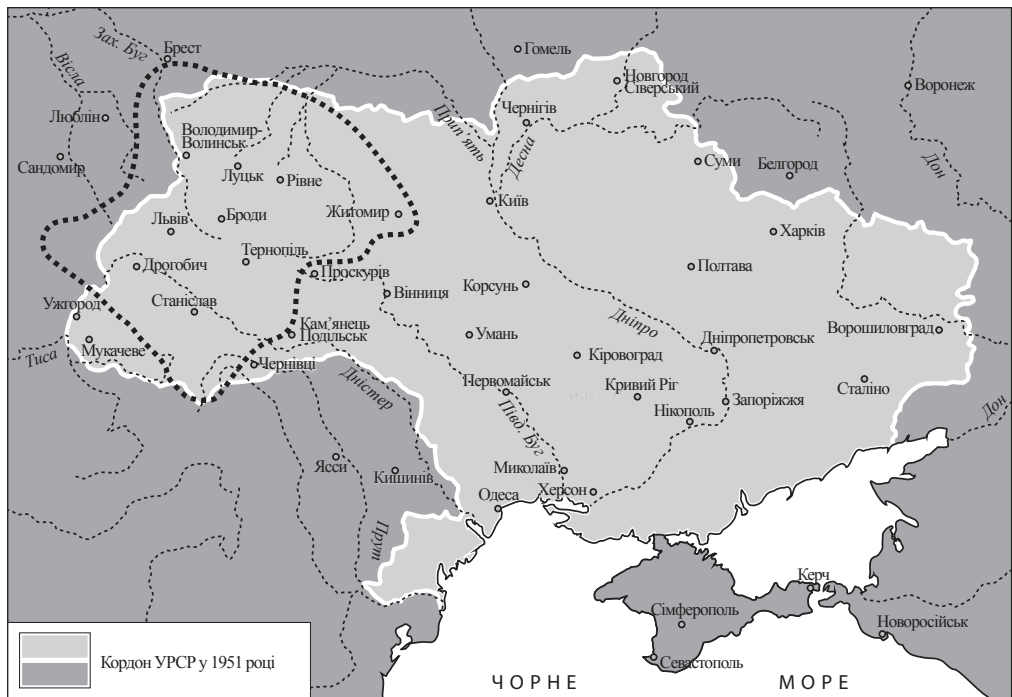 Зах. Буг
Брест
Вісла
Гомель
Новгород
Сіверський
Воронеж
Люблін
Чернігів
Прип'ять
Десна
Володимир-
Волинськ
Сандомир
Луцьк
Рівне
Суми
Белгород
Дон
Київ
Житомир
Львів
Броди
Харків
Тернопіль
Дрогобич
Проскурів
Полтава
Вінниця
Корсунь
Станіслав
Ужгород
Кам’янець
Подільськ
Умань
Дніпро
Дніпропетровськ
Ворошиловград
Мукачеве
Тиса
Чернівці
Кіровоград
Дністер
Первомайськ
Кривий Ріг
Сталіно
Запоріжжя
Нікополь
Дон
Півд. Буг
Ясси
Кишинів
Миколаїв
Херсон
Одеса
Прут
Керч
Сімферополь
Новоросійськ
Севастополь
Кордон УРСР у 1951 році
ЧОРНЕ МОРЕ